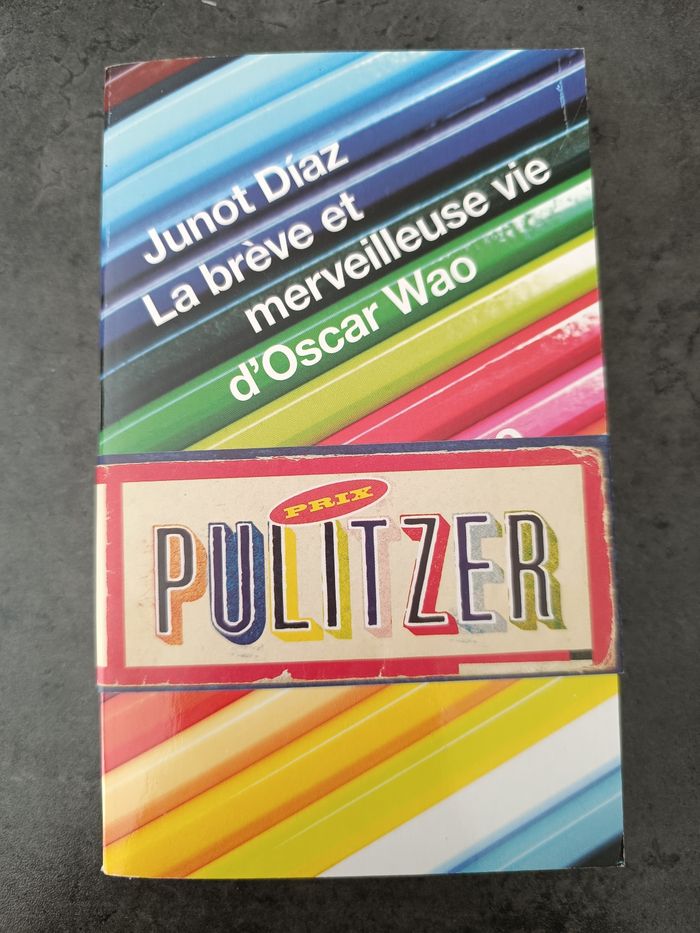 Junot Díaz
La brève et
merveilleuse vie
d'Oscar Wao
PRIX
PULITZER